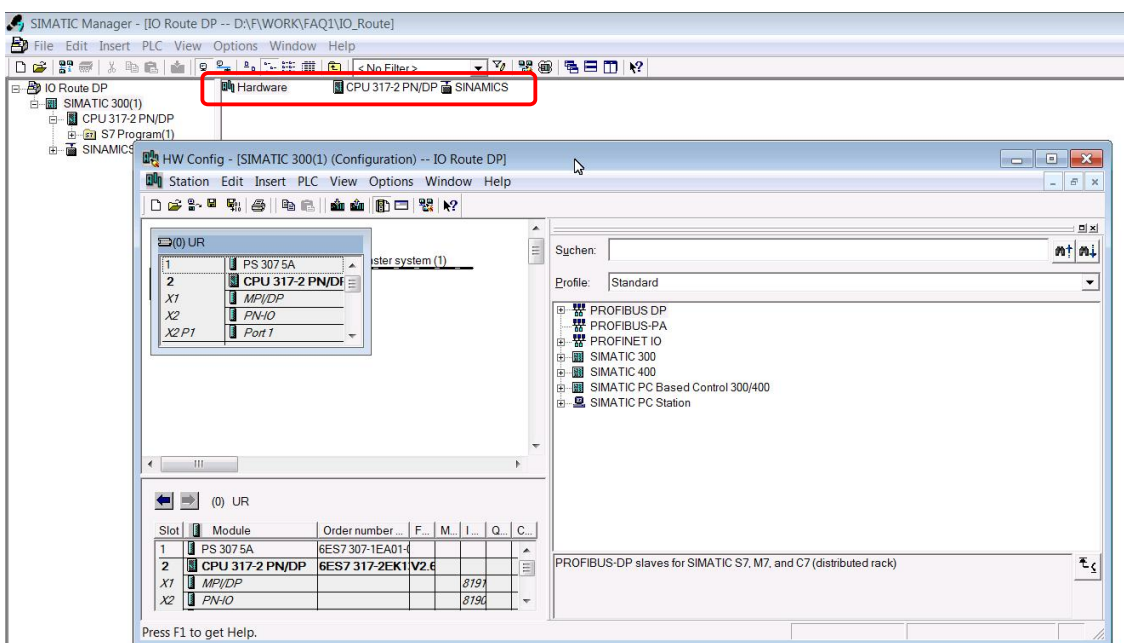 SIMATIC Manager - [IO Route DP -- D:\F\WORK\FAQ1\IO_Route]
File Edit Insert PLC View Options Window Help
< No Filter >
IO Route DP
SIMATIC 300(1)
CPU 317-2 PN/DP
S7 Program(1)
SINAMICS
Hardware CPU 317-2 PN/DP SINAMICS
HW Config - [SIMATIC 300(1) (Configuration) -- IO Route DP]
Station Edit Insert PLC View Options Window Help
(0) UR
1 PS 307 5A
2 CPU 317-2 PN/DP
X1 MPI/DP
X2 PN-IO
X2 P1 Port 1
ster system (1)
Suchen:
Profile: Standard
PROFIBUS DP
PROFIBUS-PA
PROFINET IO
SIMATIC 300
SIMATIC 400
SIMATIC PC Based Control 300/400
SIMATIC PC Station
(0) UR
Slot Module Order number ... F... M... I... Q... C...
1 PS 307 5A 6ES7 307-1EA01-0
2 CPU 317-2 PN/DP 6ES7 317-2EK1 V2.6
X1 MPI/DP 8191
X2 PN-IO 8190
PROFIBUS-DP slaves for SIMATIC S7, M7, and C7 (distributed rack)
Press F1 to get Help.